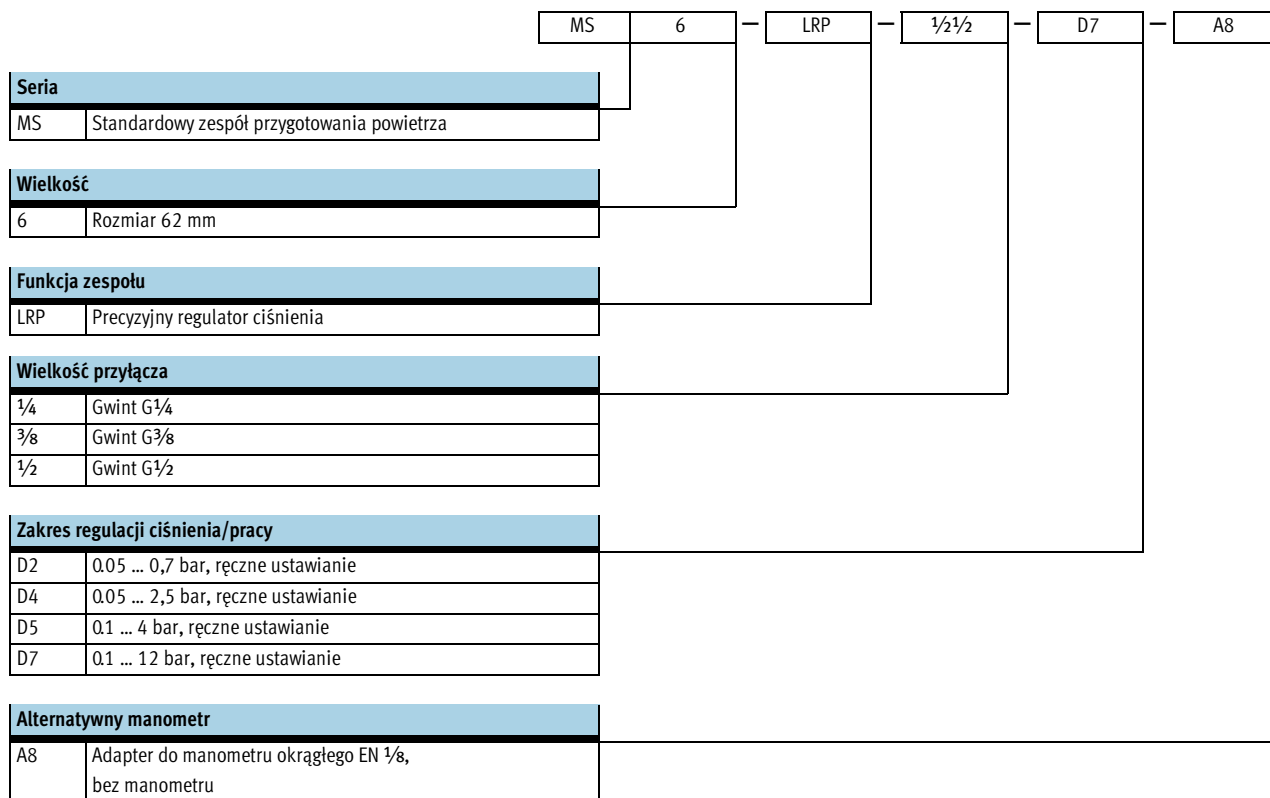 MS 6 – LRP – ½½ – D7 – A8
Seria
MS Standardowy zespół przygotowania powietrza
Wielkość
6 Rozmiar 62 mm
Funkcja zespołu
LRP Precyzyjny regulator ciśnienia
Wielkość przyłącza
¼ Gwint G¼
⅜ Gwint G⅜
½ Gwint G½
Zakres regulacji ciśnienia/pracy
D2 0.05 ... 0,7 bar, ręczne ustawianie
D4 0.05 ... 2,5 bar, ręczne ustawianie
D5 0.1 ... 4 bar, ręczne ustawianie
D7 0.1 ... 12 bar, ręczne ustawianie
Alternatywny manometr
A8 Adapter do manometru okrągłego EN ⅛,
bez manometru